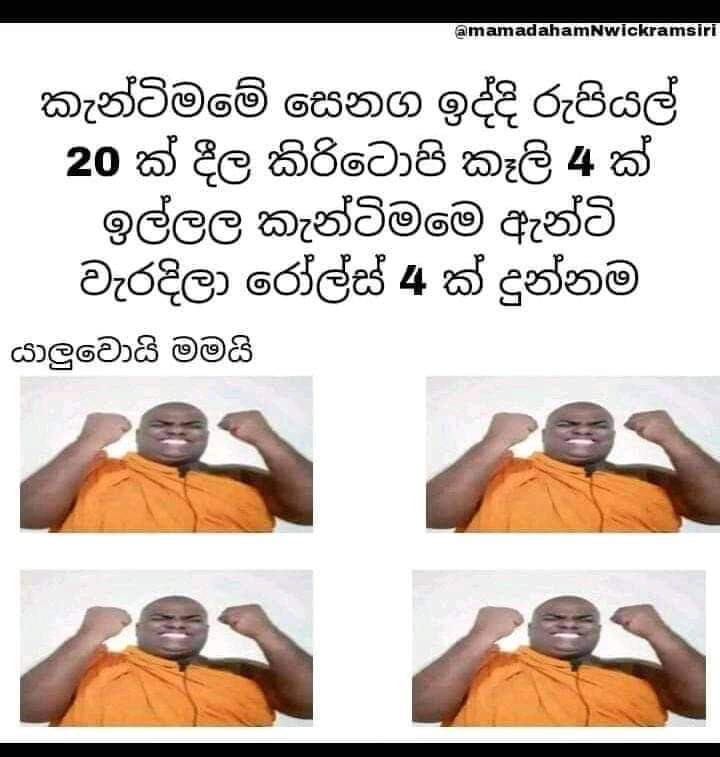 @mamadahamNwickramsiri
කැන්ටිමමේ සෙනග ඉද්දි රුපියල්
20 ක් දීල කිරිටොපි කෑලි 4 ක්
ඉල්ලල කැන්ටිමමෙ ඇන්ටි
වැරදිලා රෝල්ස් 4 ක් දුන්නම
යාලුවොයි මමයි